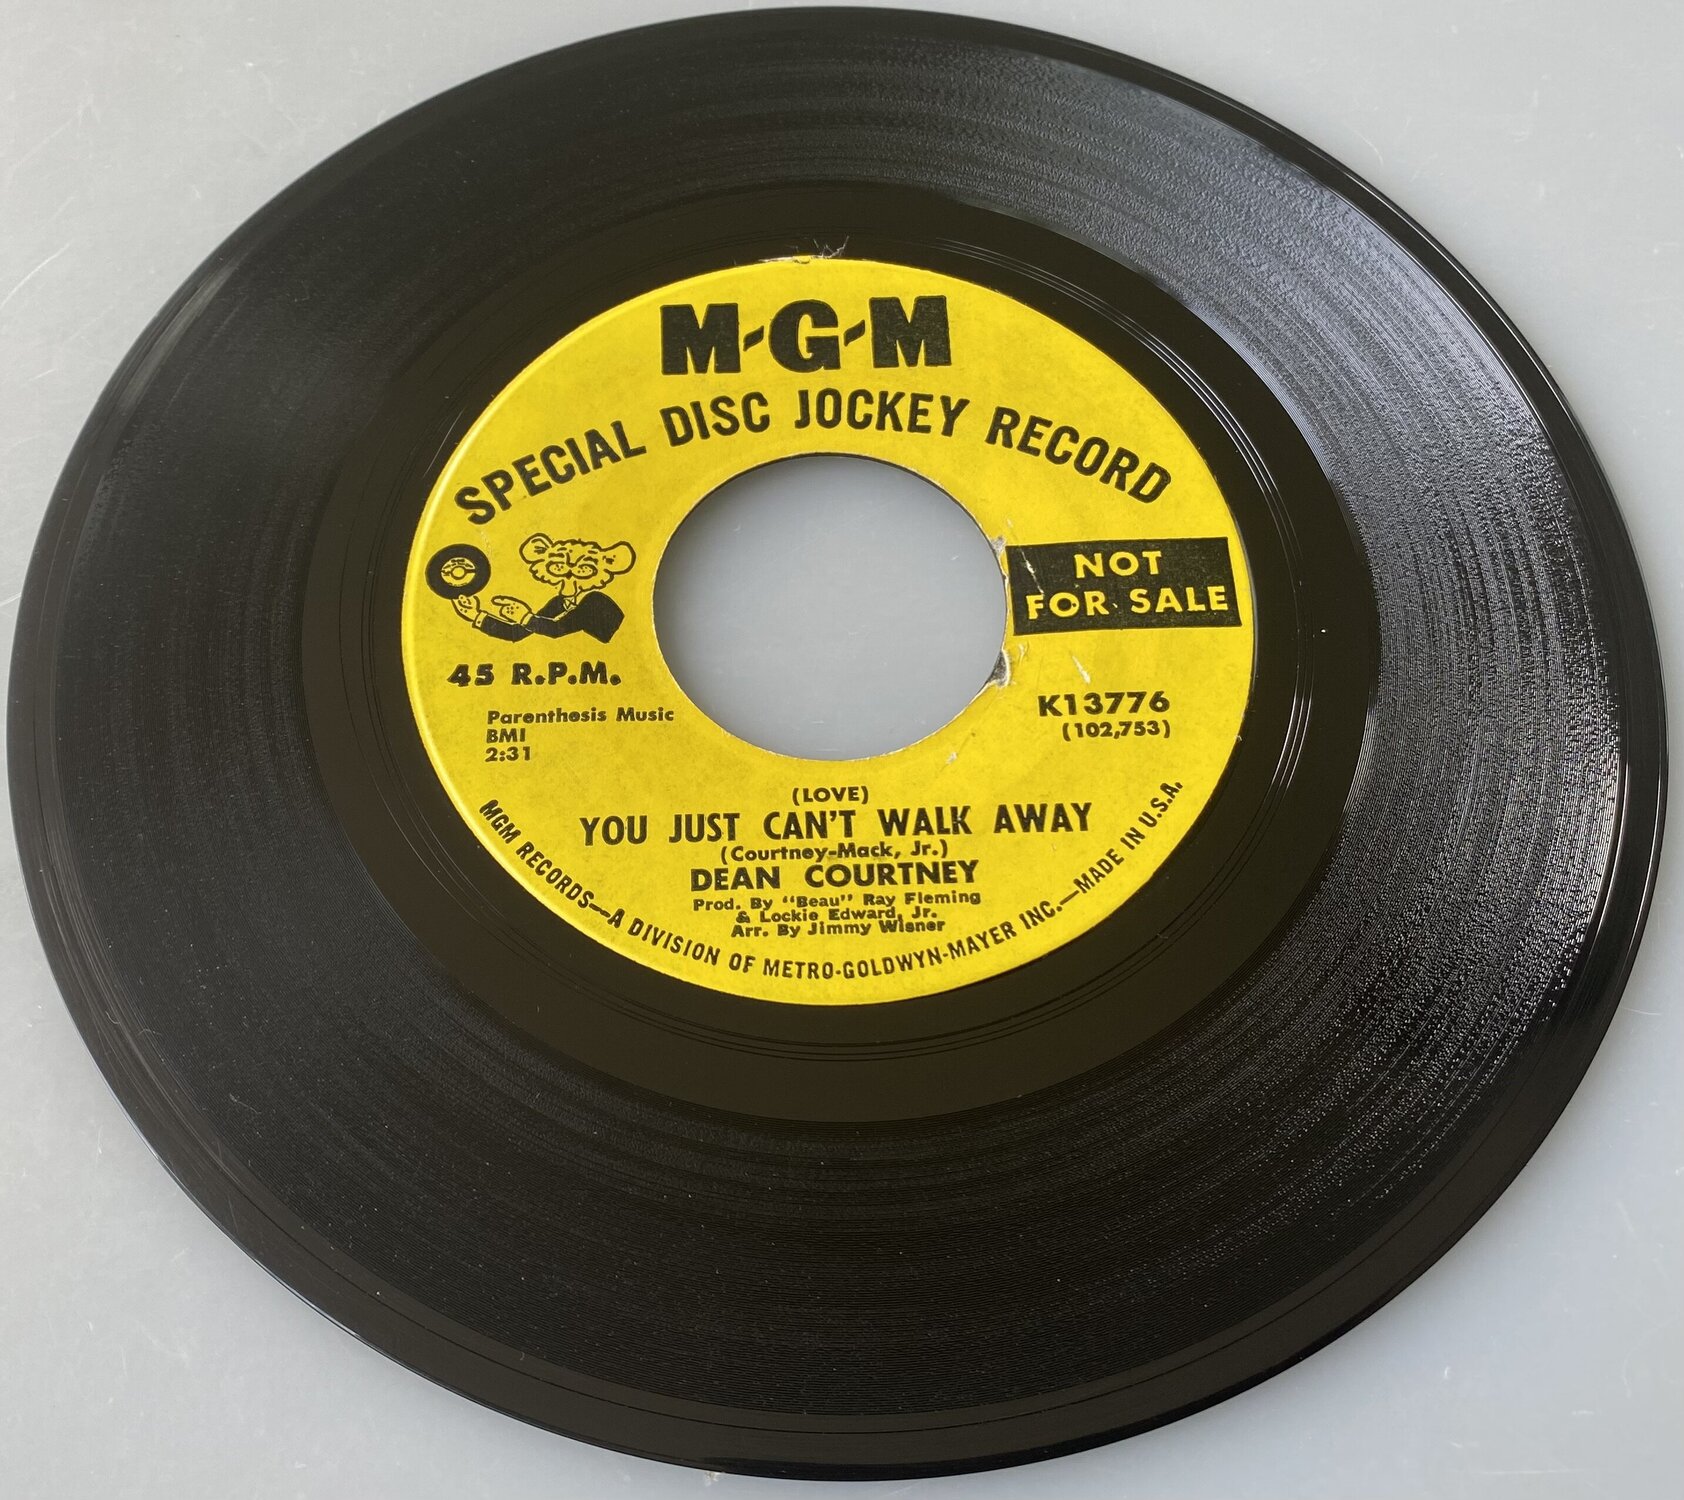 M-G-M
SPECIAL DISC JOCKEY RECORD
NOT
FOR SALE
45 R.P.M.
Parenthesis Music
BMI
2:31
K13776
(102,753)
(LOVE)
YOU JUST CAN'T WALK AWAY
(Courtney-Mack, Jr.)
DEAN COURTNEY
Prod. By "Beau" Ray Fleming
& Lockie Edward, Jr.
Arr. By Jimmy Wisner
MGM RECORDS—A DIVISION OF METRO-GOLDWYN-MAYER INC.—MADE IN U.S.A.